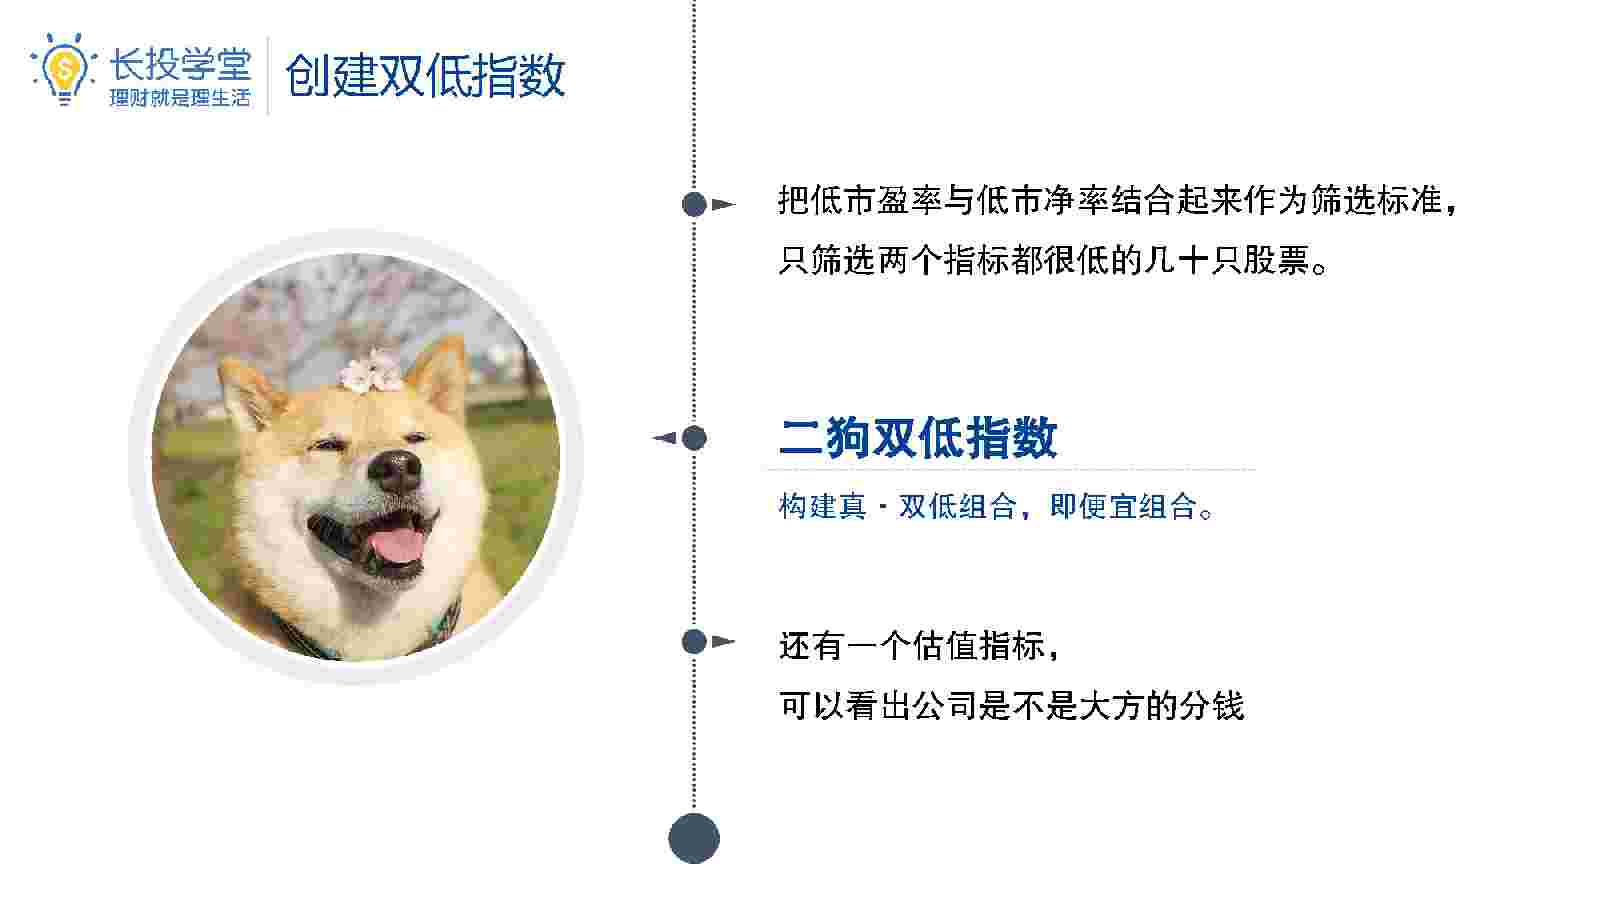 长投学堂
理财就是理生活
创建双低指数
把低市盈率与低市净率结合起来作为筛选标准，
只筛选两个指标都很低的几十只股票。
二狗双低指数
构建真·双低组合，即便宜组合。
还有一个估值指标，
可以看出公司是不是大方的分钱